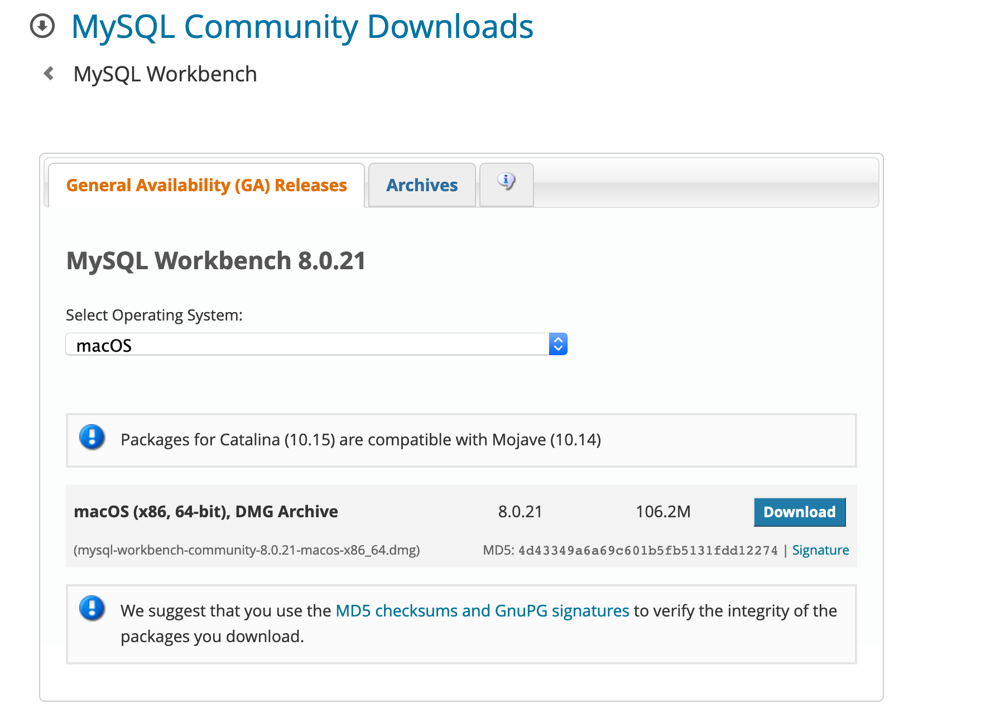 MySQL Community Downloads
MySQL Workbench
General Availability (GA) Releases Archives
MySQL Workbench 8.0.21
Select Operating System:
macOS
Packages for Catalina (10.15) are compatible with Mojave (10.14)
macOS (x86, 64-bit), DMG Archive 8.0.21 106.2M Download
(mysql-workbench-community-8.0.21-macos-x86_64.dmg) MD5: 4d43349a6a69c601b5fb5131fdd12274 | Signature
We suggest that you use the MD5 checksums and GnuPG signatures to verify the integrity of the
packages you download.